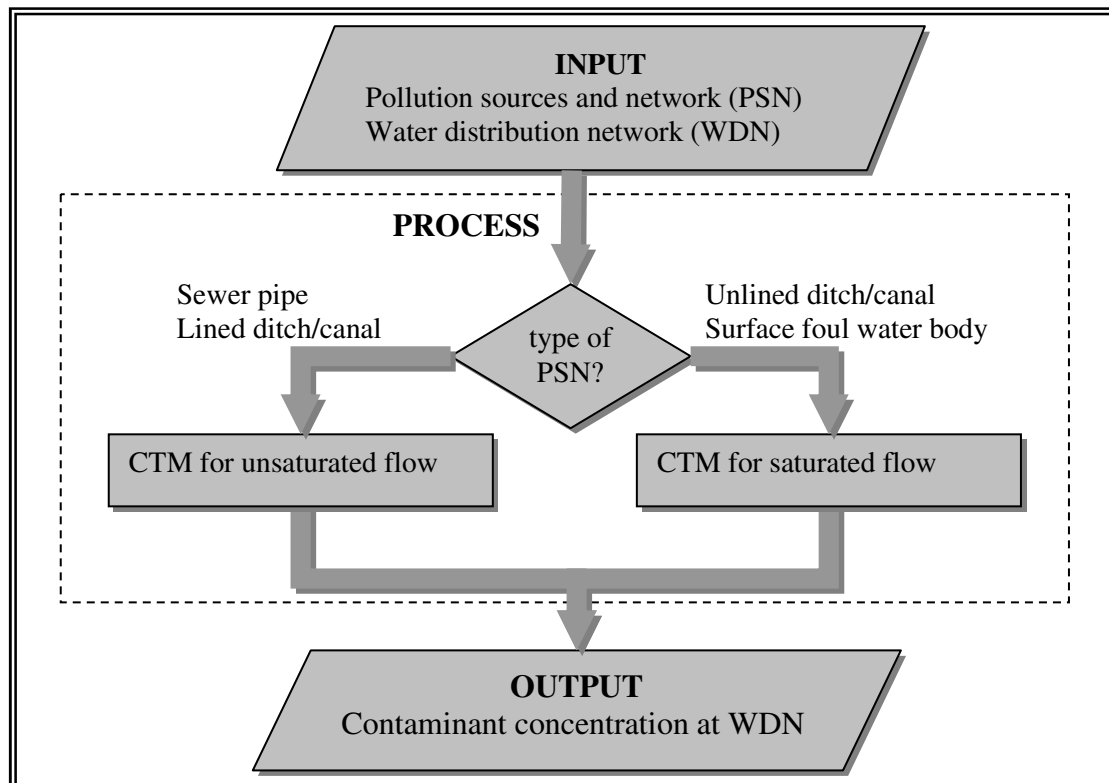 INPUT
Pollution sources and network (PSN)
Water distribution network (WDN)
PROCESS
Sewer pipe
Lined ditch/canal
type of
PSN?
Unlined ditch/canal
Surface foul water body
CTM for unsaturated flow
CTM for saturated flow
OUTPUT
Contaminant concentration at WDN